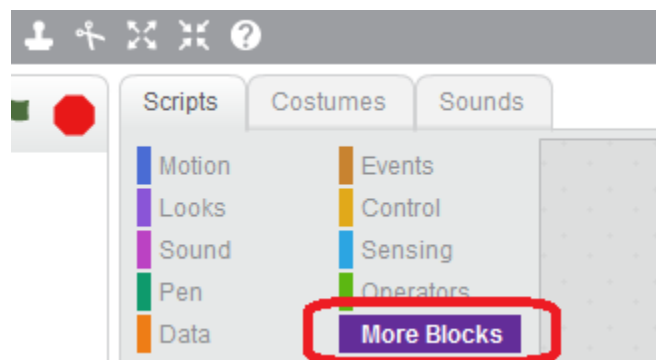 Scripts Costumes Sounds
Motion Events
Looks Control
Sound Sensing
Pen Operators
Data More Blocks